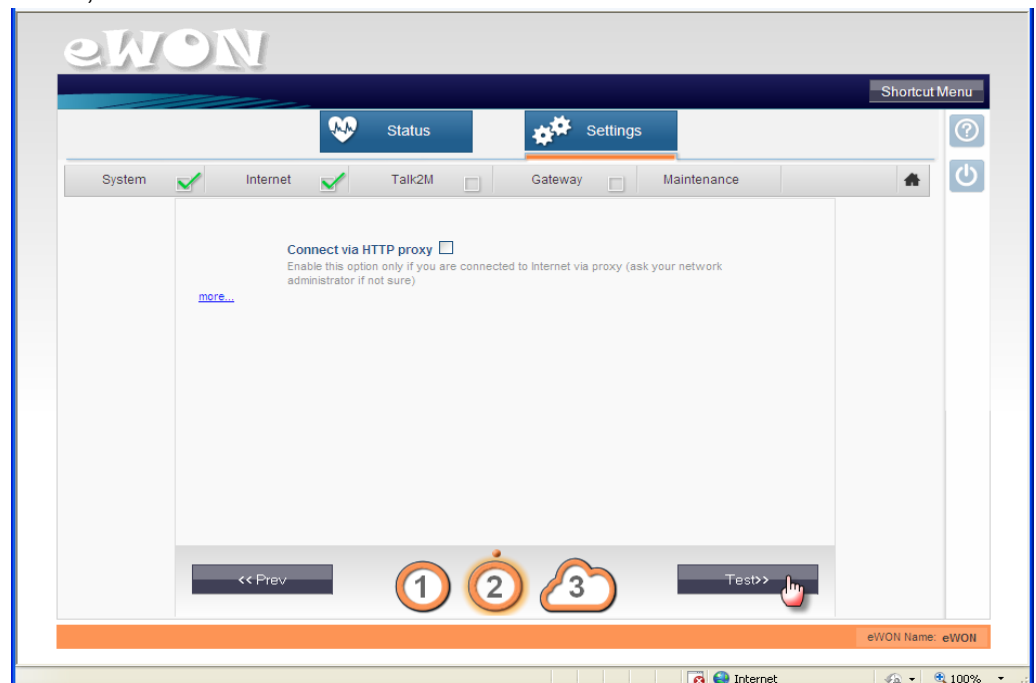 eWON
Shortcut Menu
Status
Settings
System
Internet
Talk2M
Gateway
Maintenance
Connect via HTTP proxy
Enable this option only if you are connected to Internet via proxy (ask your network
administrator if not sure)
more...
<< Prev
1
2
3
Test>>
eWON Name: eWON
Internet
100%